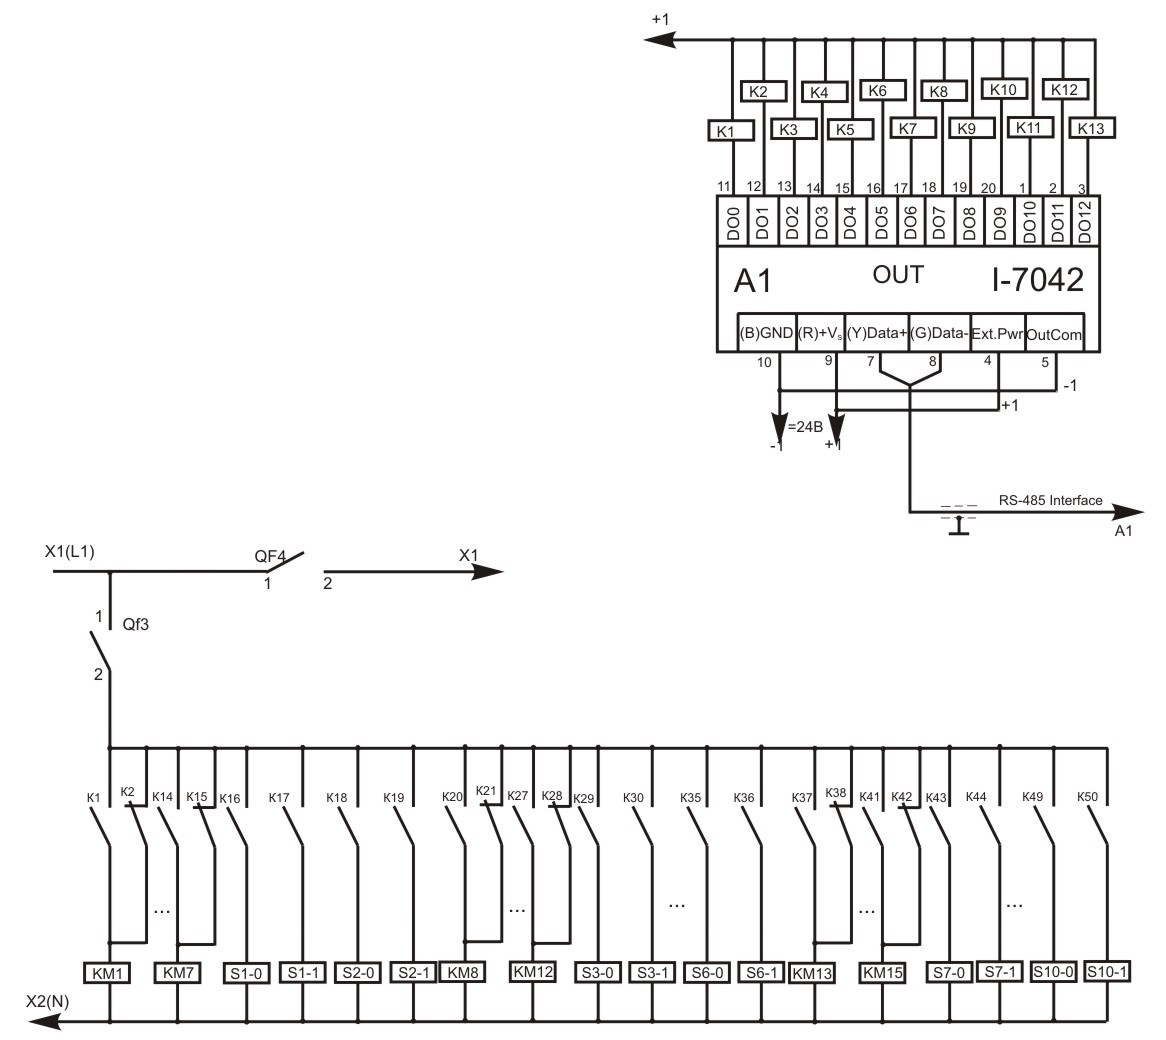 +1
K2 K4 K6 K8 K10 K12
K1 K3 K5 K7 K9 K11 K13
11 12 13 14 15 16 17 18 19 20 1 2 3
DO0 DO1 DO2 DO3 DO4 DO5 DO6 DO7 DO8 DO9 DO10 DO11 DO12
A1 OUT I-7042
(B)GND (R)+Vs (Y)Data+ (G)Data- Ext.Pwr OutCom
10 9 7 8 4 5
-1
+1
=24В
-1 +1
RS-485 Interface
A1
X1(L1) QF4 X1
1 2
1 Qf3
2
K1 K2 K14 K15 K16 K17 K18 K19 K20 K21 K27 K28 K29 K30 K35 K36 K37 K38 K41 K42 K43 K44 K49 K50
... ... ... ... ...
KM1 KM7 S1-0 S1-1 S2-0 S2-1 KM8 KM12 S3-0 S3-1 S6-0 S6-1 KM13 KM15 S7-0 S7-1 S10-0 S10-1
X2(N)